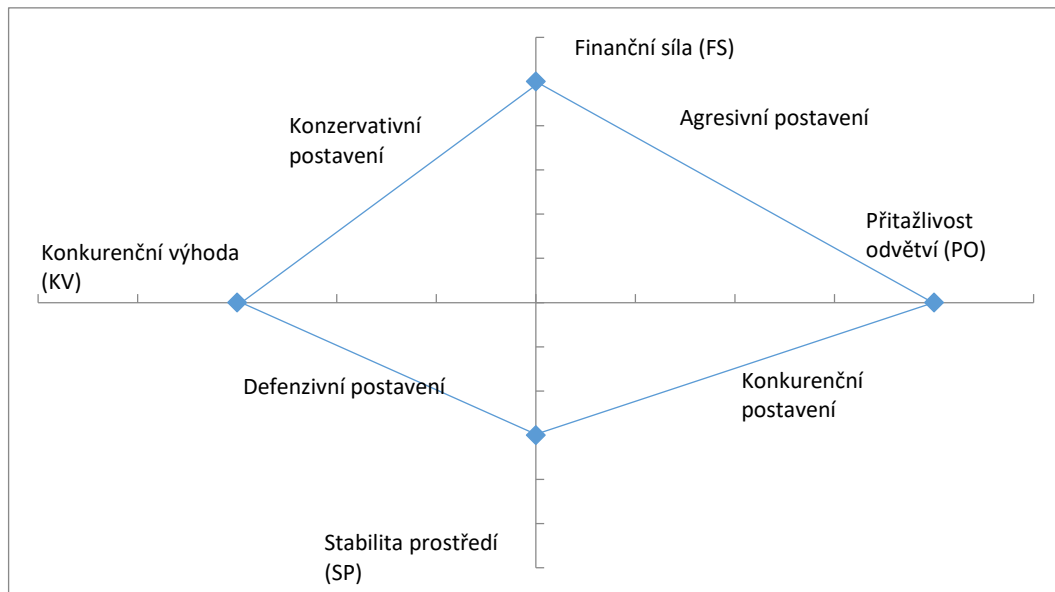 Finanční síla (FS)
Konzervativní
postavení
Agresivní postavení
Přitažlivost
odvětví (PO)
Konkurenční výhoda
(KV)
Defenzivní postavení
Konkurenční
postavení
Stabilita prostředí
(SP)